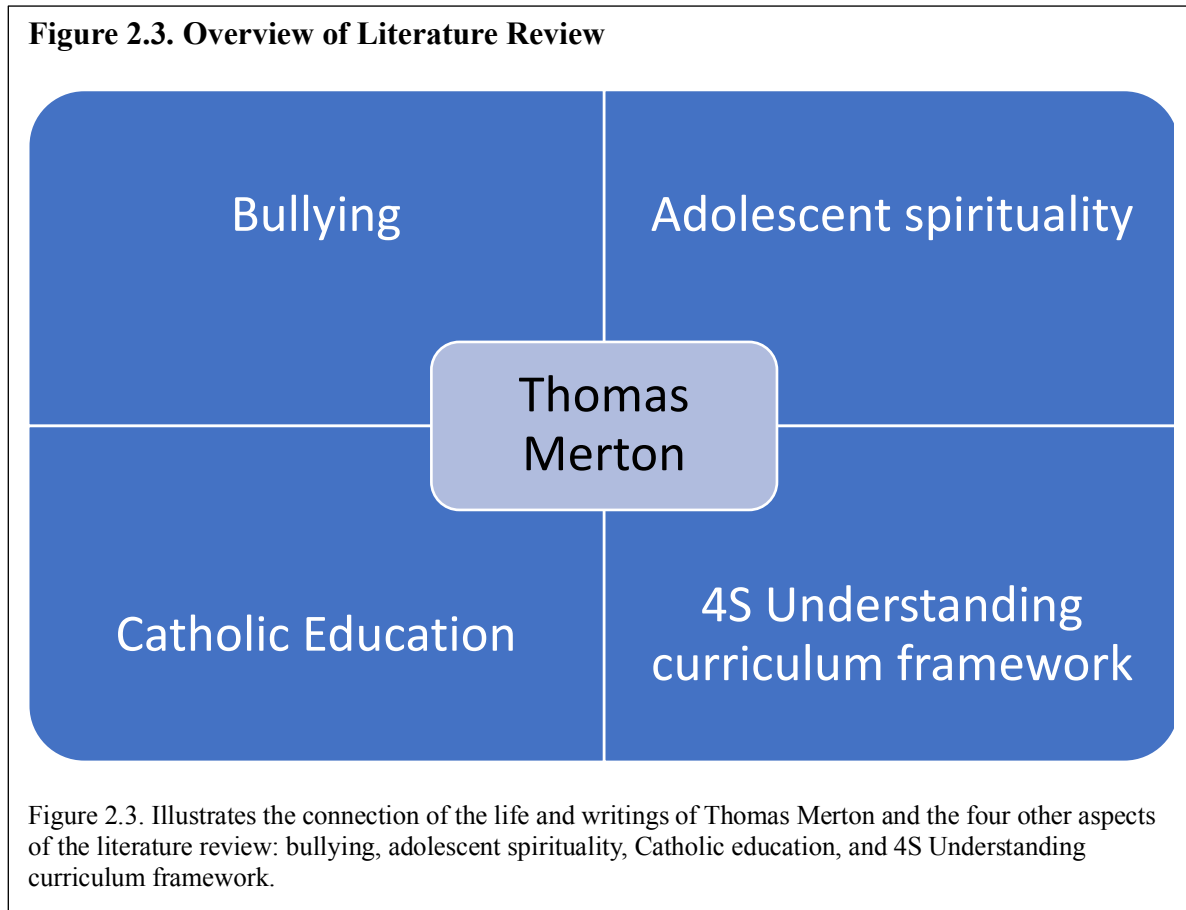 Figure 2.3. Overview of Literature Review
Bullying
Adolescent spirituality
Thomas
Merton
Catholic Education
4S Understanding
curriculum framework
Figure 2.3. Illustrates the connection of the life and writings of Thomas Merton and the four other aspects
of the literature review: bullying, adolescent spirituality, Catholic education, and 4S Understanding
curriculum framework.